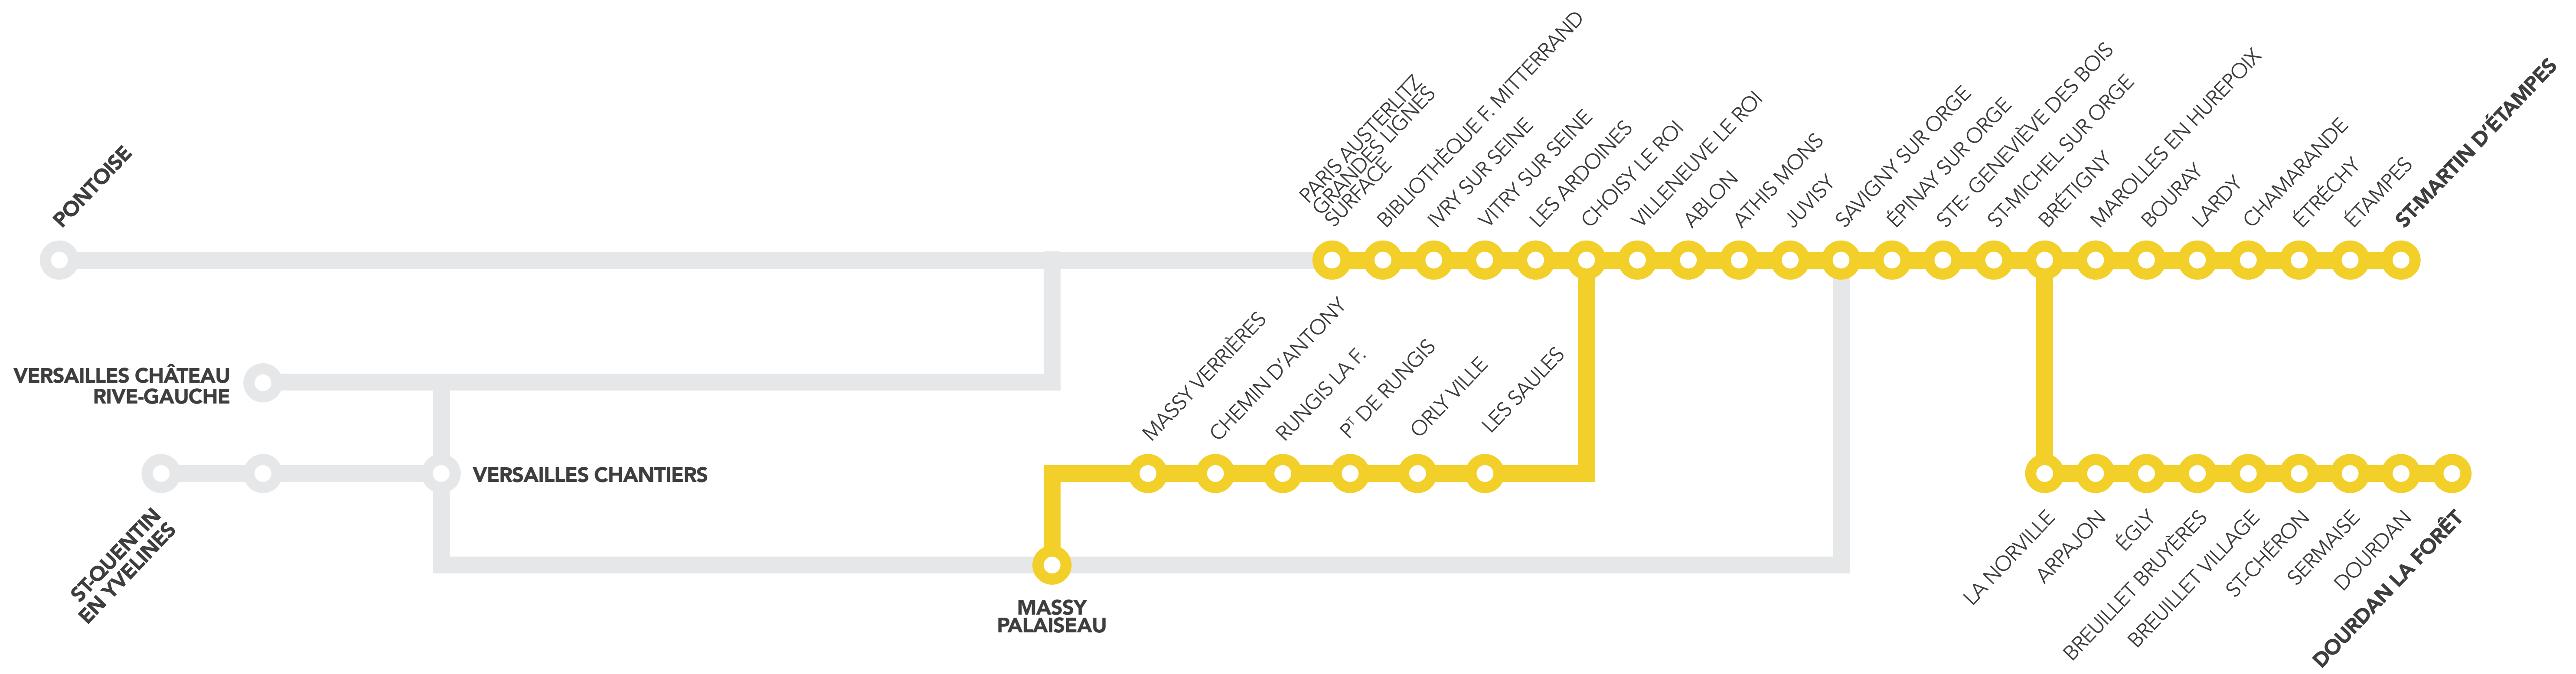 PONTOISE
PARIS AUSTERLITZ
GRANDES LIGNES
SURFACE
BIBLIOTHÈQUE F. MITTERRAND
IVRY SUR SEINE
VITRY SUR SEINE
LES ARDOINES
CHOISY LE ROI
VILLENEUVE LE ROI
ABLON
ATHIS MONS
JUVISY
SAVIGNY SUR ORGE
ÉPINAY SUR ORGE
STE- GENEVIÈVE DES BOIS
ST-MICHEL SUR ORGE
BRÉTIGNY
MAROLLES EN HUREPOIX
BOURAY
LARDY
CHAMARANDE
ÉTRÉCHY
ÉTAMPES
ST-MARTIN D'ÉTAMPES
VERSAILLES CHÂTEAU
RIVE-GAUCHE
MASSY VERRIÈRES
CHEMIN D'ANTONY
RUNGIS LA F.
PT DE RUNGIS
ORLY VILLE
LES SAULES
VERSAILLES CHANTIERS
ST-QUENTIN
EN YVELINES
MASSY
PALAISEAU
LA NORVILLE
ARPAJON
ÉGLY
BREUILLET BRUYÈRES
BREUILLET VILLAGE
ST-CHÉRON
SERMAISE
DOURDAN
DOURDAN LA FORÊT